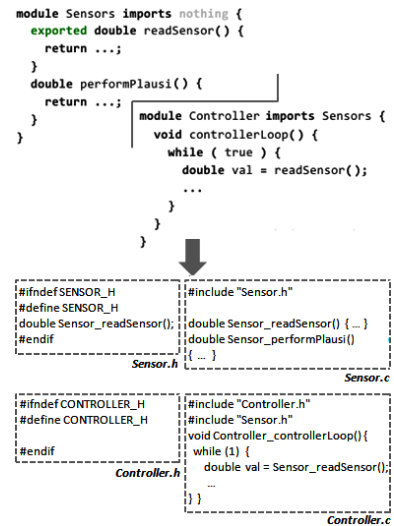 module Sensors imports nothing {
exported double readSensor() {
return ...;
}
double performPlausi() {
return ...;
}
}
module Controller imports Sensors {
void controllerLoop() {
while ( true ) {
double val = readSensor();
...
}
}
}
#ifndef SENSOR_H
#define SENSOR_H
double Sensor_readSensor();
#endif
Sensor.h
#include "Sensor.h"
double Sensor_readSensor() { ... }
double Sensor_performPlausi()
{ ... }
Sensor.c
#ifndef CONTROLLER_H
#define CONTROLLER_H
#endif
Controller.h
#include "Controller.h"
#include "Sensor.h"
void Controller_controllerLoop() {
while (1) {
double val = Sensor_readSensor();
...
} }
Controller.c